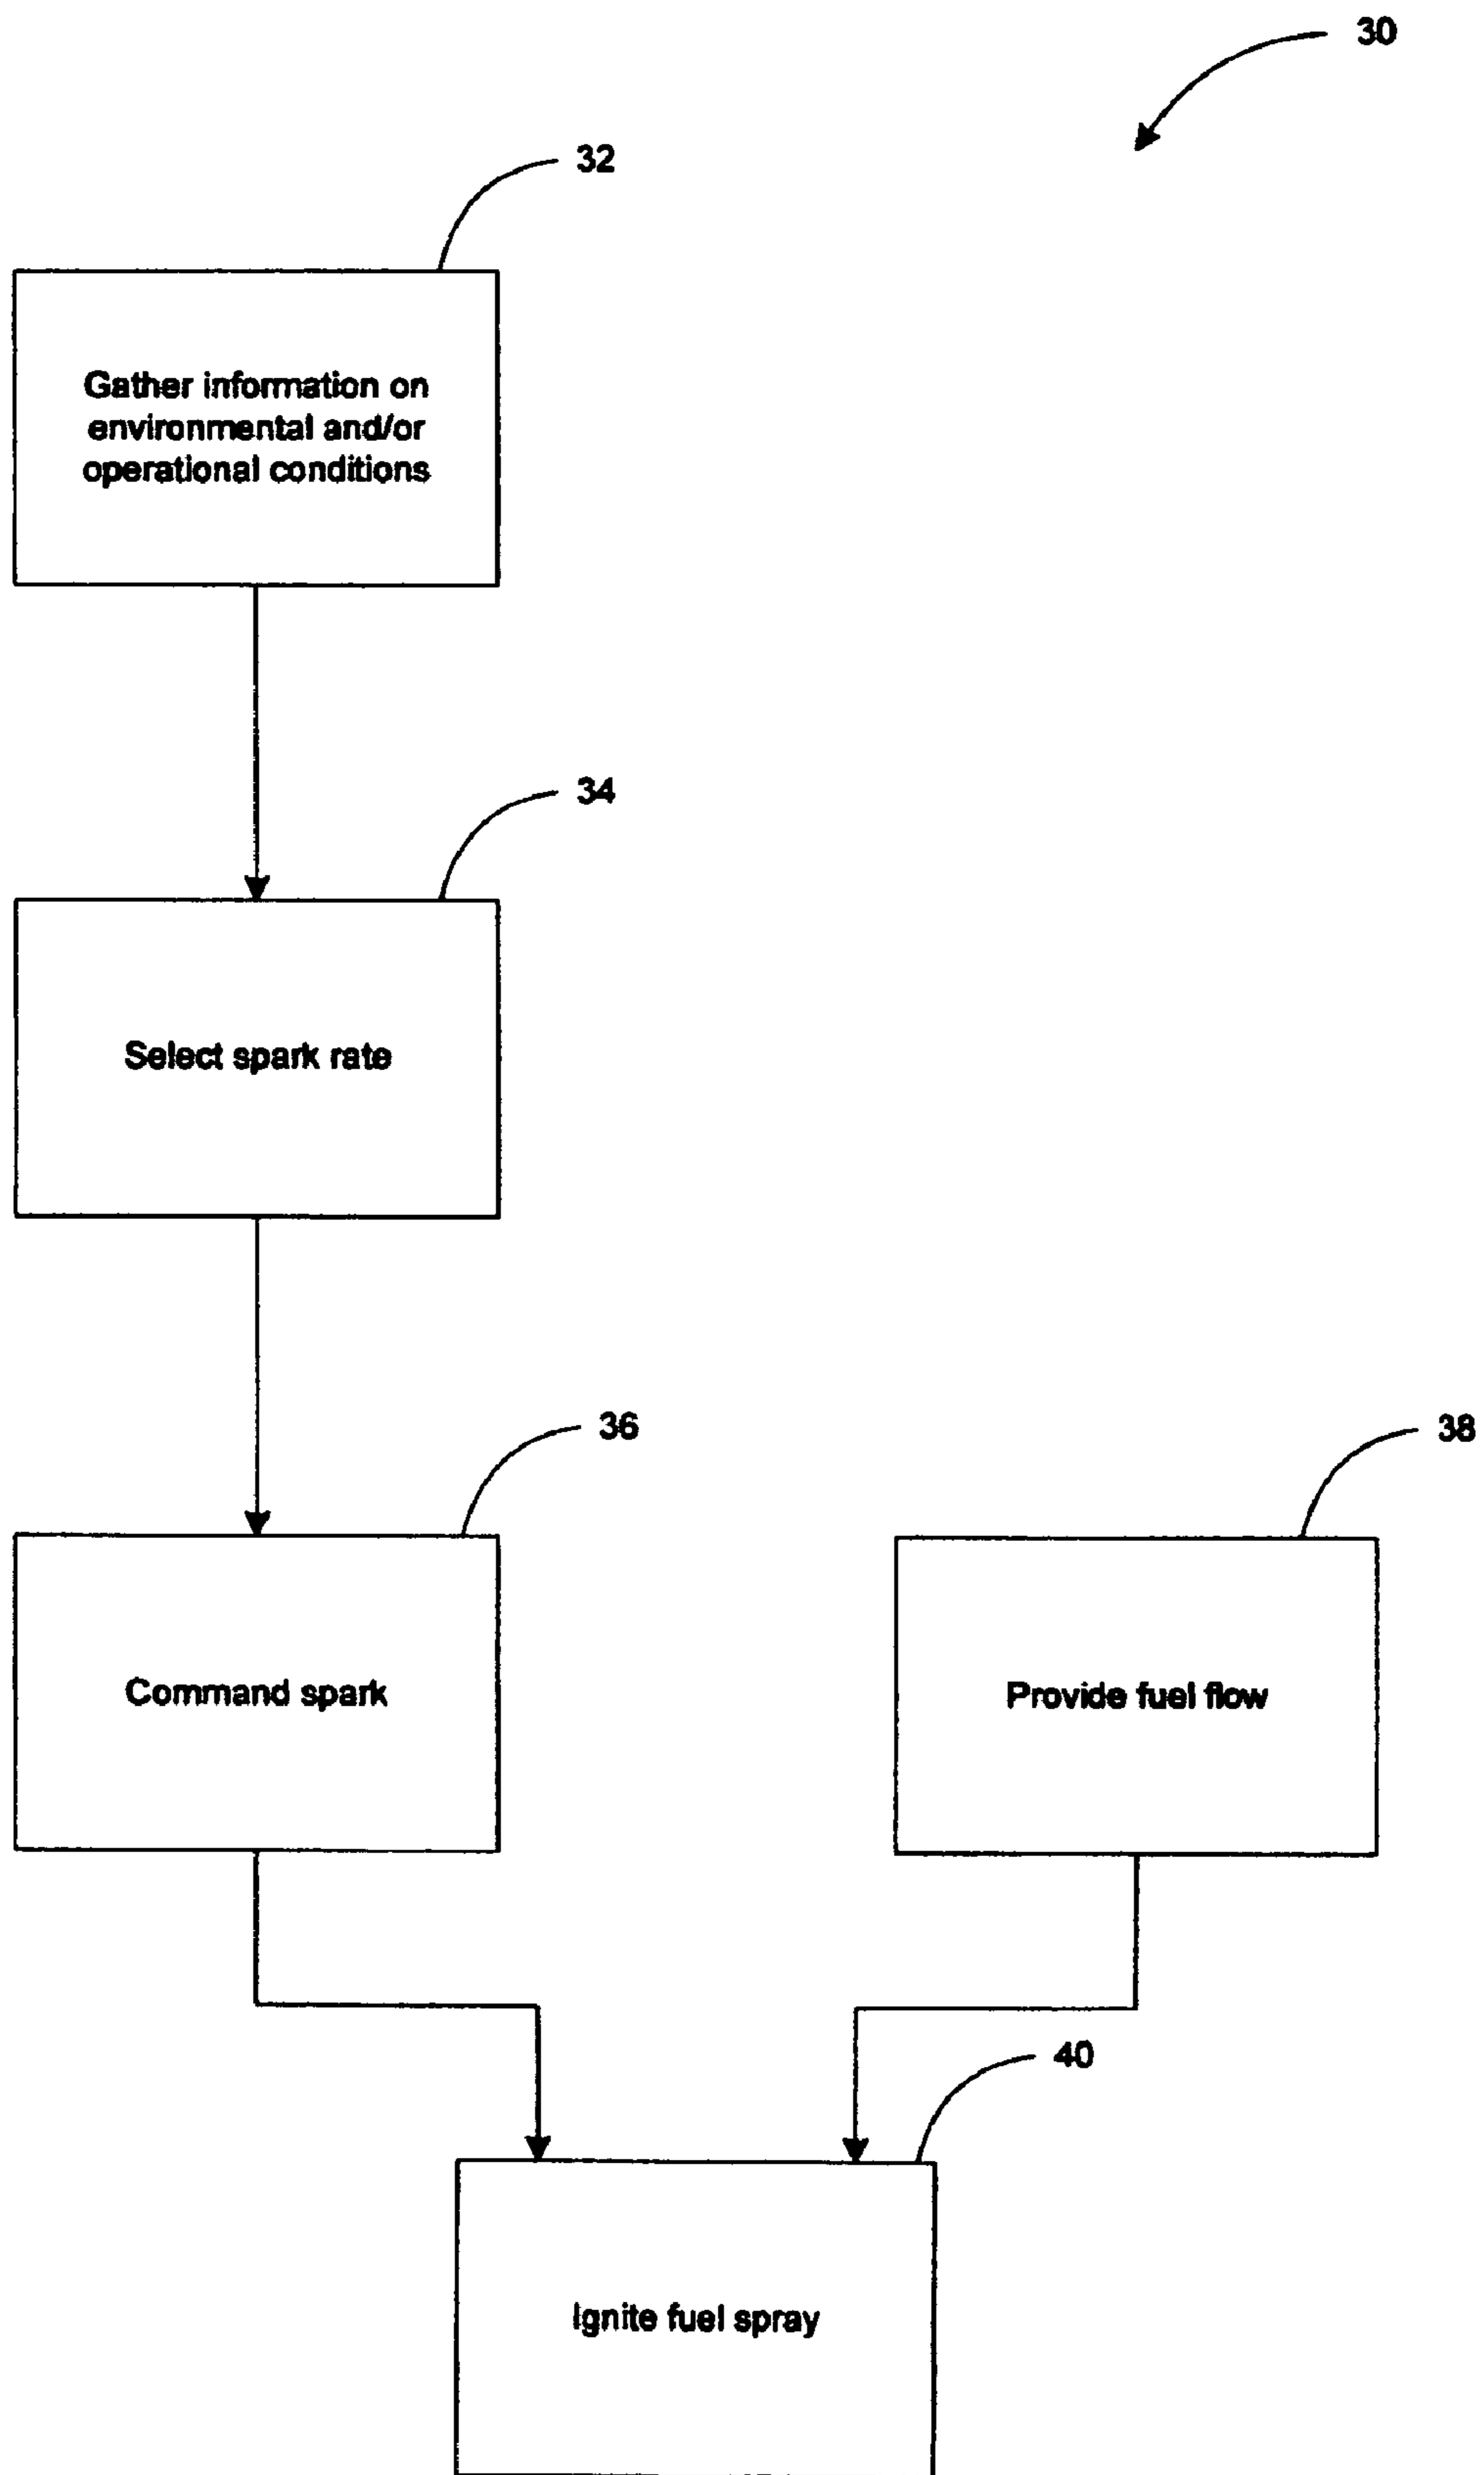 30
32
Gather information on
environmental and/or
operational conditions
34
Select spark rate
36
Command spark
38
Provide fuel flow
40
Ignite fuel spray